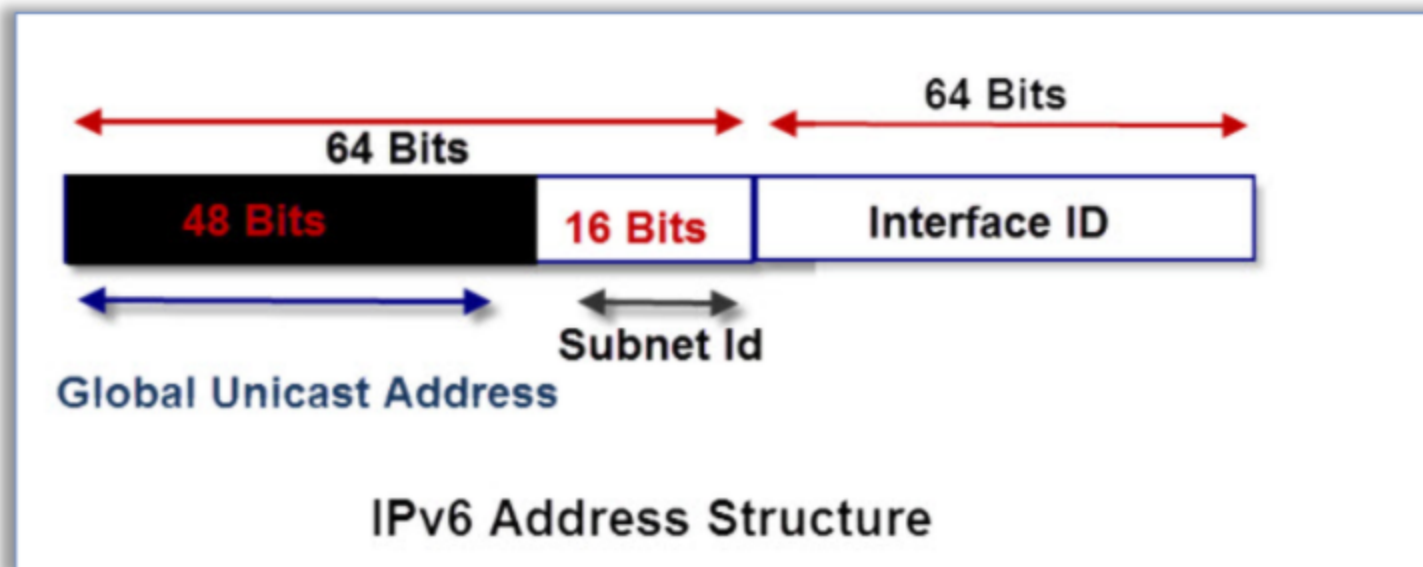 64 Bits
64 Bits
48 Bits
16 Bits
Interface ID
Subnet Id
Global Unicast Address
IPv6 Address Structure